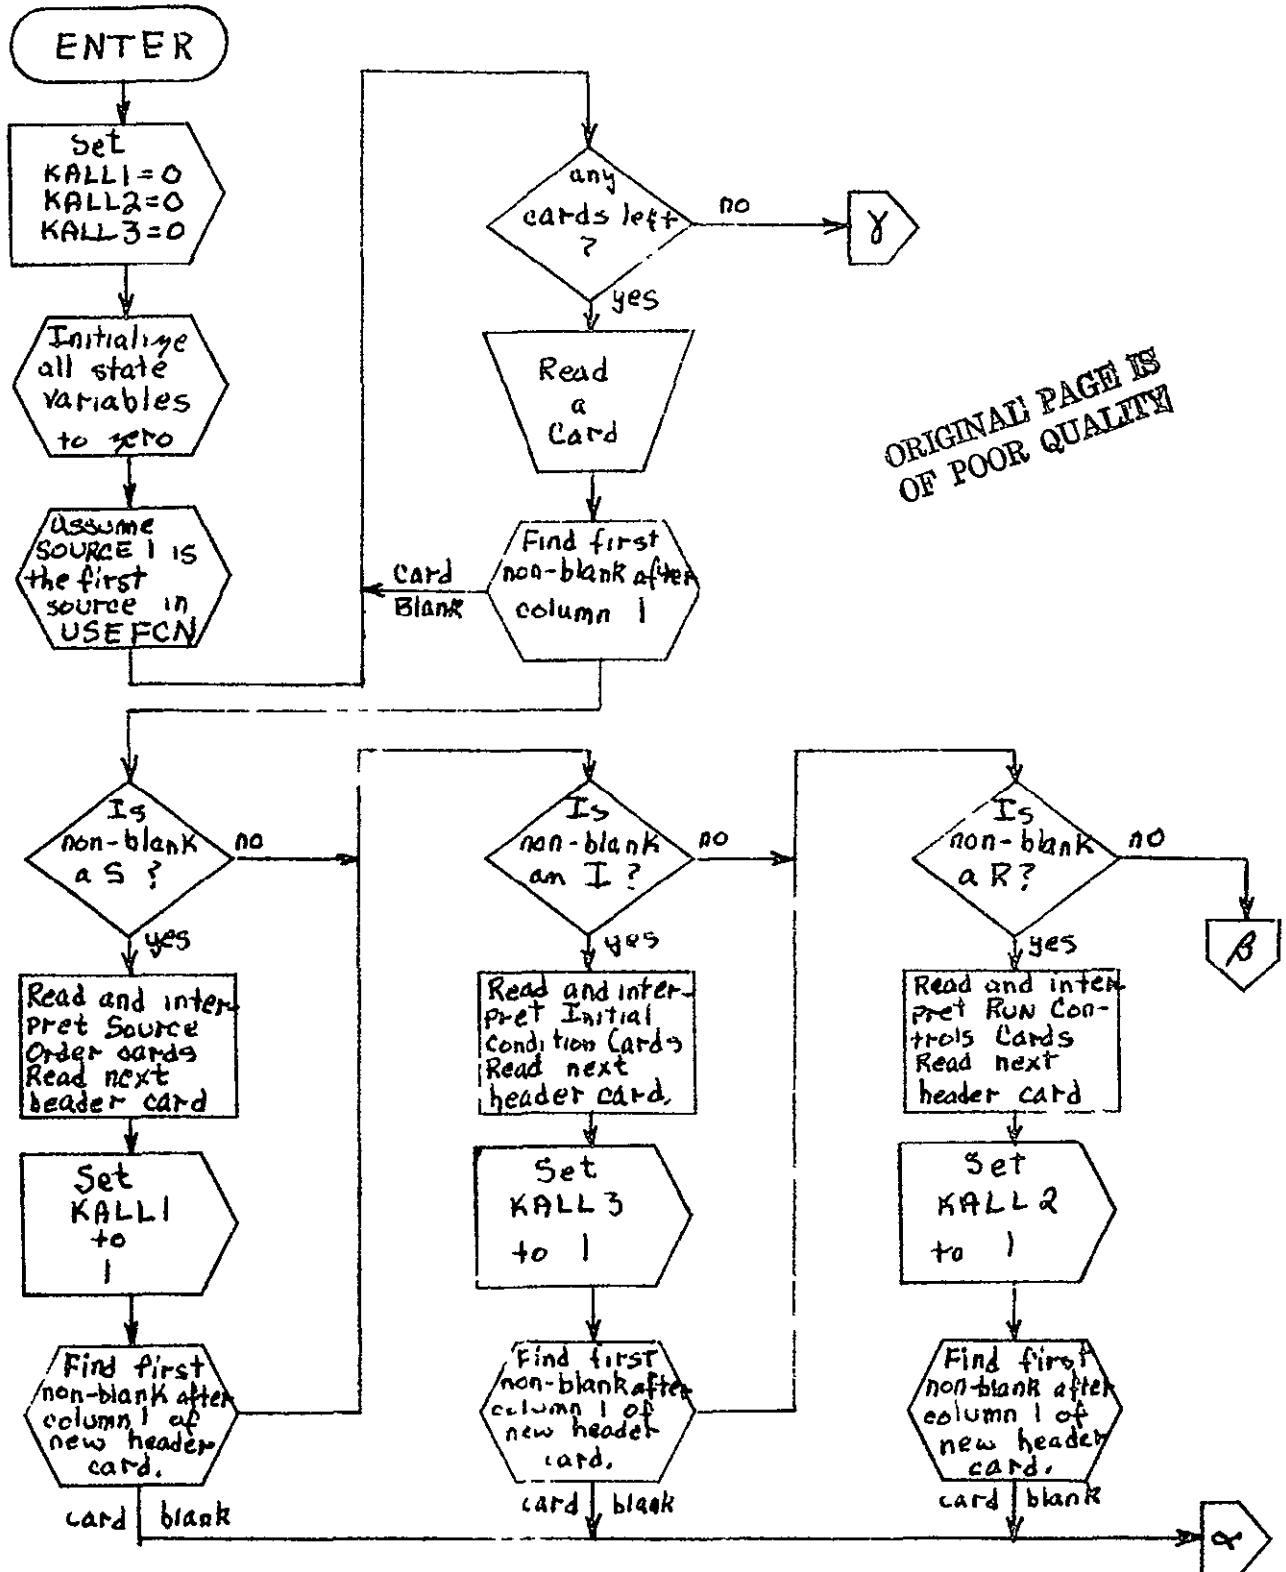 ENTER
Set
KALL1=0
KALL2=0
KALL3=0
Initialize
all state
variables
to zero
Assume
SOURCE 1 is
the first
source in
USEFCN
any
cards left
?
no
γ
yes
Read
a
Card
Find first
non-blank after
column 1
Card
Blank
ORIGINAL PAGE IS
OF POOR QUALITY
Is
non-blank
a S ?
no
yes
Read and inter-
pret Source
Order cards
Read next
header card
Set
KALL1
to
1
Find first
non-blank after
column 1 of
new header
card.
card blank
Is
non-blank
an I ?
no
yes
Read and inter-
pret Initial
Condition Cards
Read next
header card.
Set
KALL 3
to 1
Find first
non-blank after
column 1 of
new header
card.
card blank
Is
non-blank
a R?
no
β
yes
Read and inter-
pret RUN Con-
trols Cards
Read next
header card
Set
KALL 2
to 1
Find first
non-blank after
column 1 of
new header
card.
card blank
α